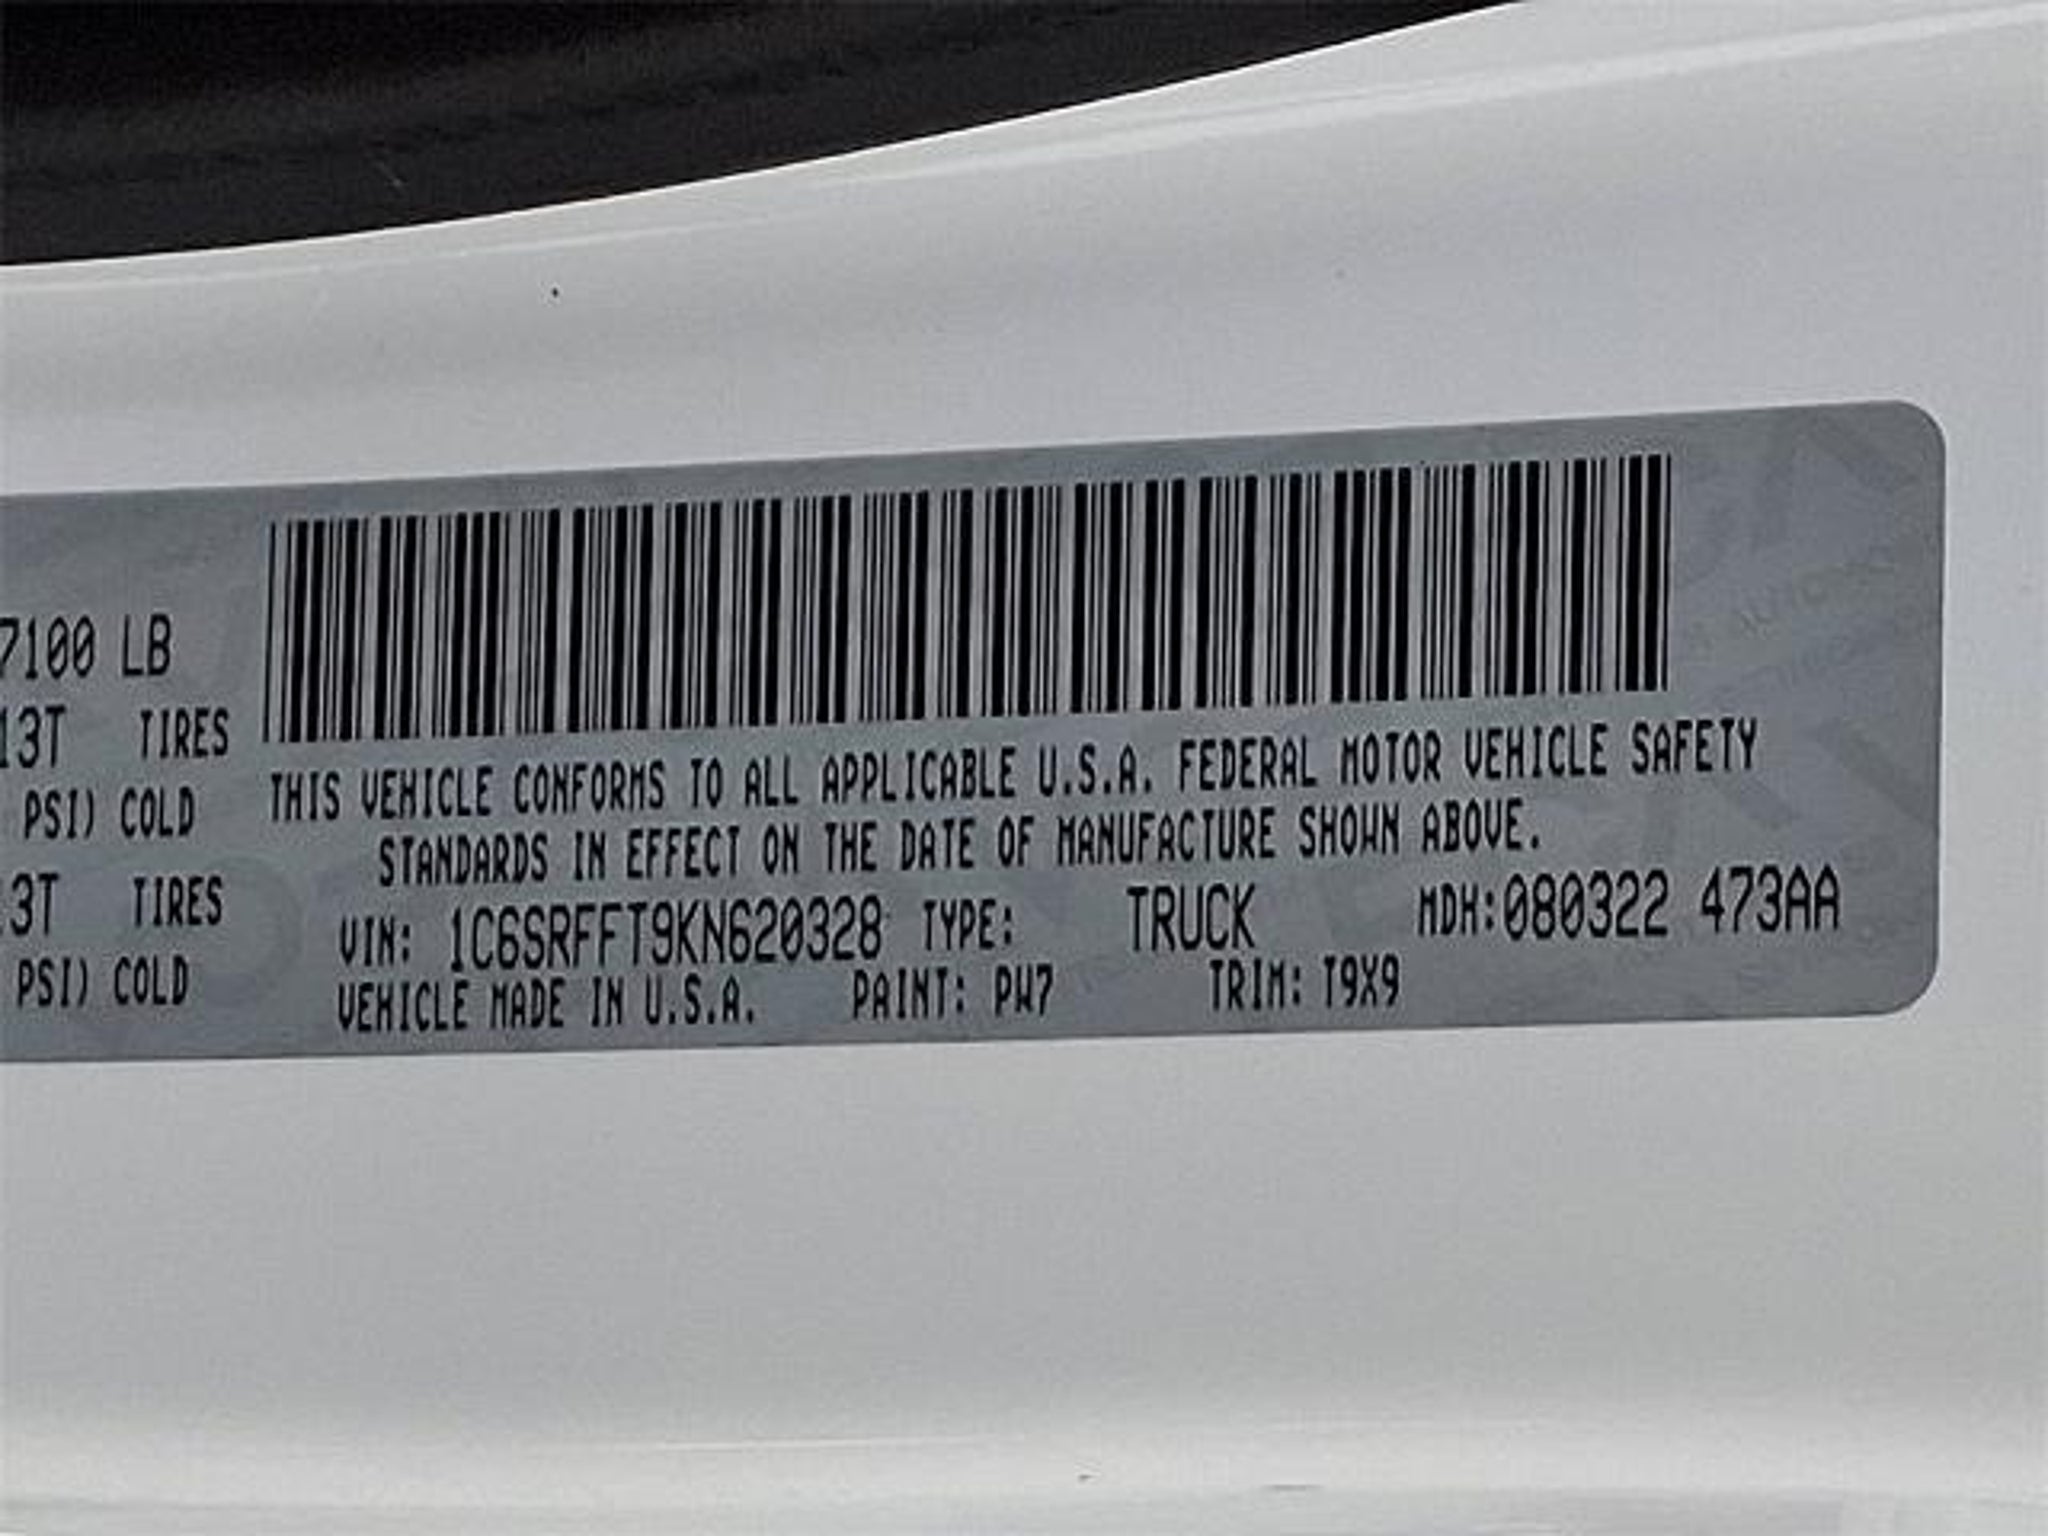 7100 LB
13T TIRES
PSI) COLD
13T TIRES
PSI) COLD
THIS VEHICLE CONFORMS TO ALL APPLICABLE U.S.A. FEDERAL MOTOR VEHICLE SAFETY
STANDARDS IN EFFECT ON THE DATE OF MANUFACTURE SHOWN ABOVE.
VIN: 1C6SRFFT9KN620328 TYPE: TRUCK MDH:080322 473AA
VEHICLE MADE IN U.S.A. PAINT: PW7 TRIM: T9X9